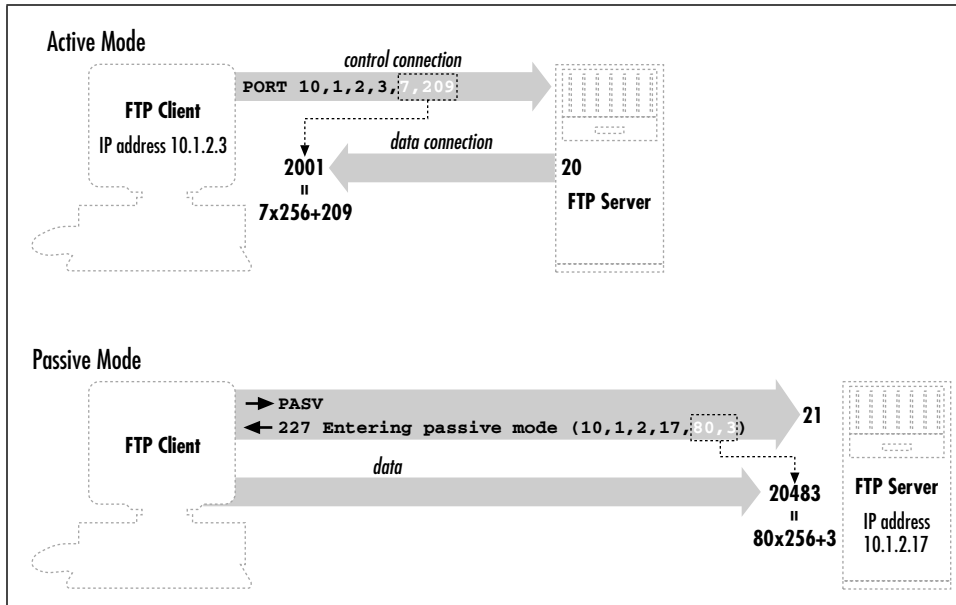 Active Mode
control connection
PORT 10,1,2,3,7,209
FTP Client
IP address 10.1.2.3
data connection
2001
20
=
7x256+209
FTP Server
Passive Mode
PASV
21
227 Entering passive mode (10,1,2,17,80,3)
FTP Client
data
20483
FTP Server
=
IP address
80x256+3
10.1.2.17